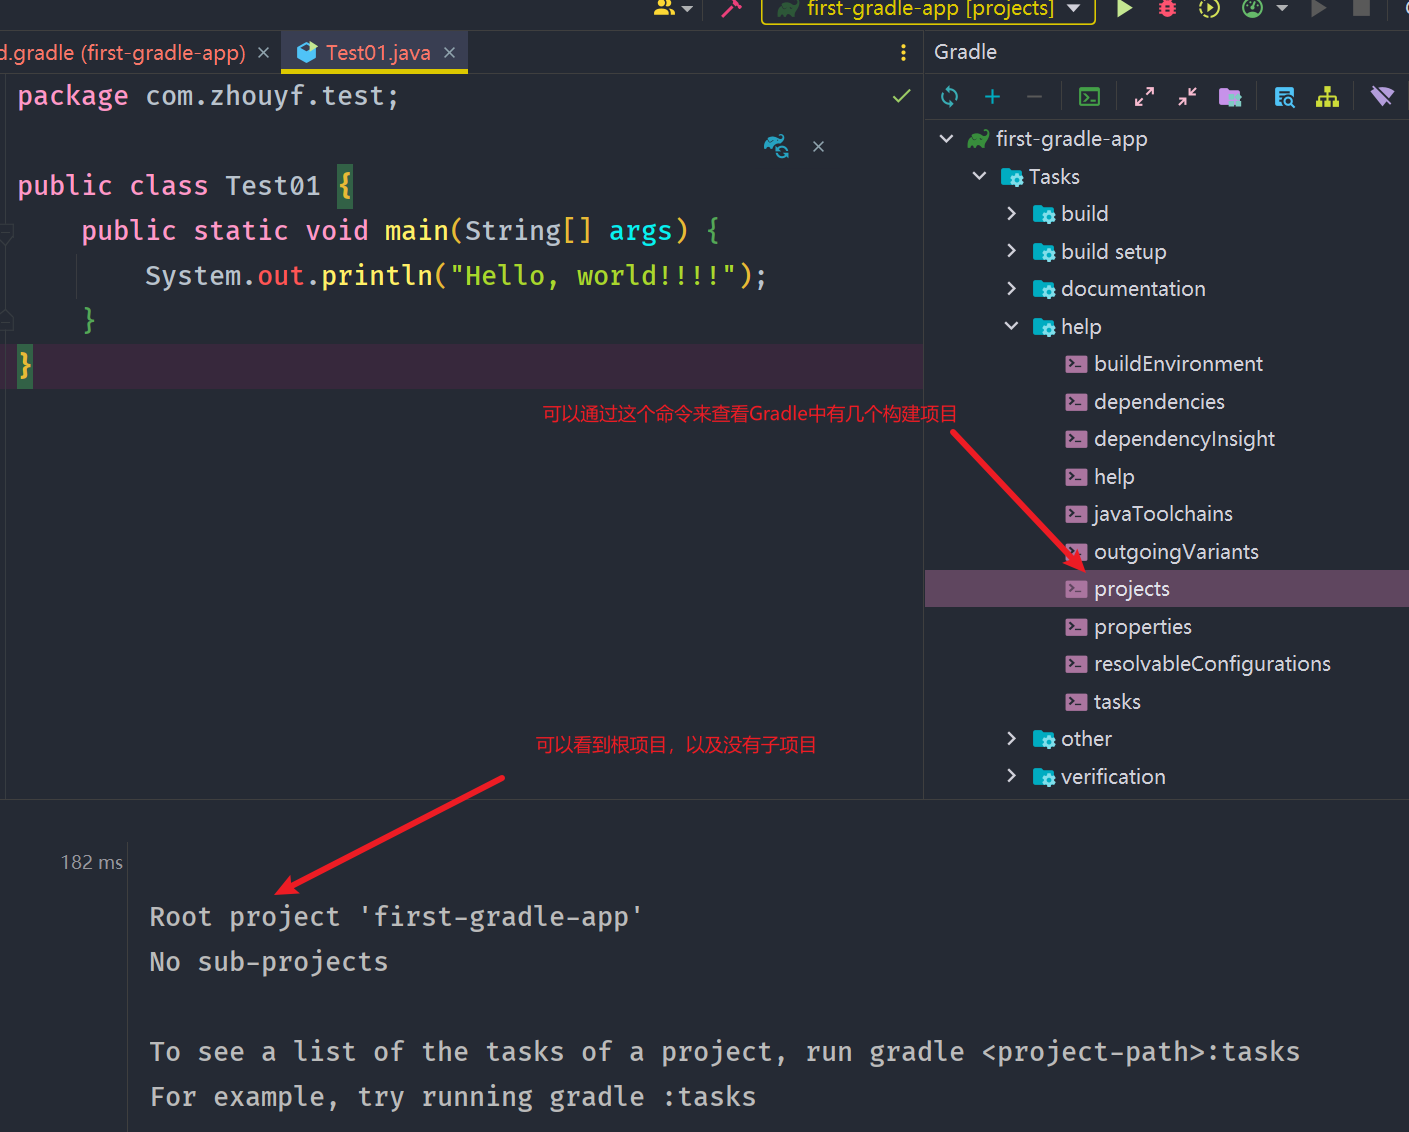 first-gradle-app [projects]
d.gradle (first-gradle-app)
Test01.java
Gradle
package com.zhouyf.test;
public class Test01 {
public static void main(String[] args) {
System.out.println("Hello, world!!!!");
}
}
first-gradle-app
Tasks
build
build setup
documentation
help
buildEnvironment
dependencies
dependencyInsight
help
javaToolchains
outgoingVariants
projects
properties
resolvableConfigurations
tasks
other
verification
可以通过这个命令来查看Gradle中有几个构建项目
可以看到根项目，以及没有子项目
182 ms
Root project 'first-gradle-app'
No sub-projects
To see a list of the tasks of a project, run gradle <project-path>:tasks
For example, try running gradle :tasks